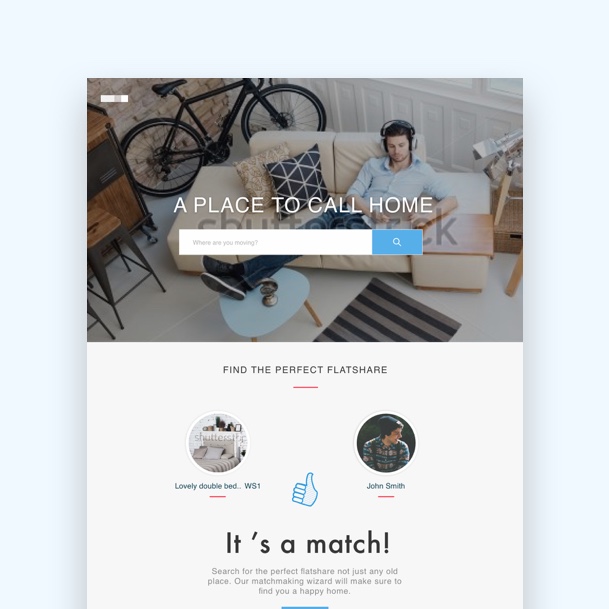 A PLACE TO CALL HOME
shutterstock
Where are you moving?
FIND THE PERFECT FLATSHARE
shutterstock
Lovely double bed.. WS1
John Smith
It 's a match!
Search for the perfect flatshare not just any old
place. Our matchmaking wizard will make sure to
find you a happy home.